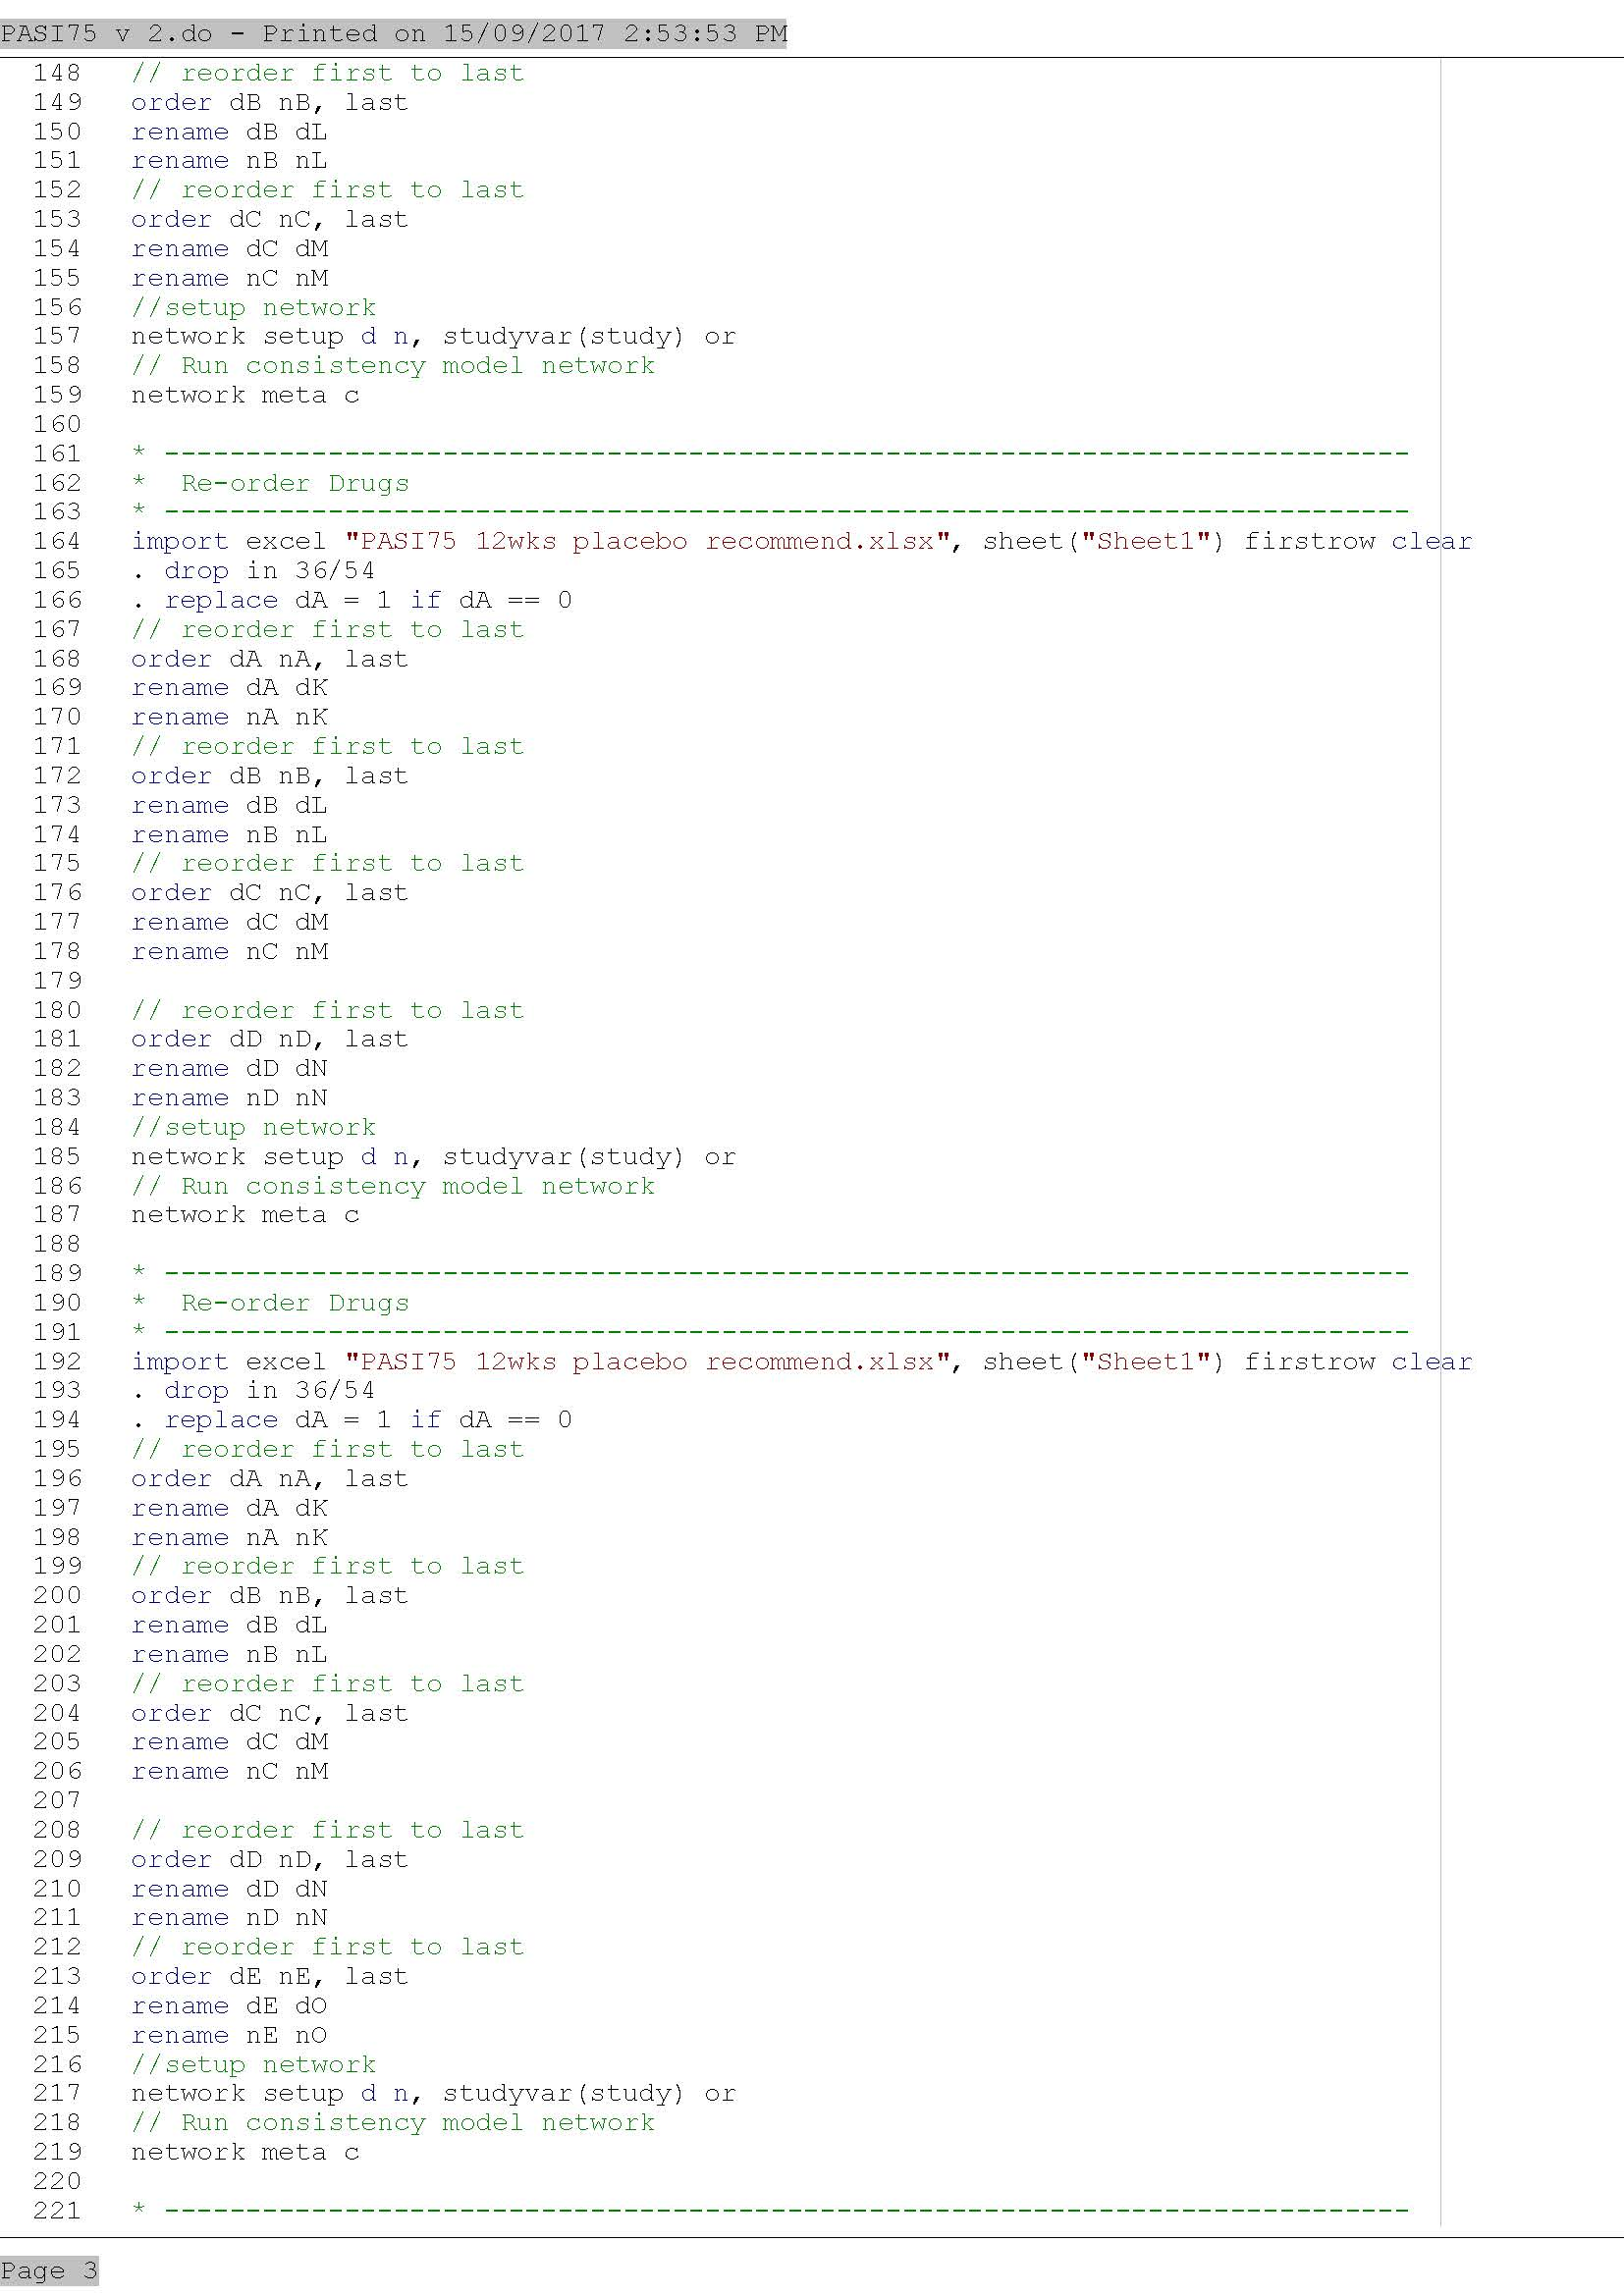 PASI75 v 2.do - Printed on 15/09/2017 2:53:53 PM
148 // reorder first to last
149 order dB nB, last
150 rename dB dL
151 rename nB nL
152 // reorder first to last
153 order dC nC, last
154 rename dC dM
155 rename nC nM
156 //setup network
157 network setup d n, studyvar(study) or
158 // Run consistency model network
159 network meta c
160
161 * ----------------------------------------------------------------------------
162 *  Re-order Drugs
163 * ----------------------------------------------------------------------------
164 import excel "PASI75 12wks placebo recommend.xlsx", sheet("Sheet1") firstrow clear
165 . drop in 36/54
166 . replace dA = 1 if dA == 0
167 // reorder first to last
168 order dA nA, last
169 rename dA dK
170 rename nA nK
171 // reorder first to last
172 order dB nB, last
173 rename dB dL
174 rename nB nL
175 // reorder first to last
176 order dC nC, last
177 rename dC dM
178 rename nC nM
179
180 // reorder first to last
181 order dD nD, last
182 rename dD dN
183 rename nD nN
184 //setup network
185 network setup d n, studyvar(study) or
186 // Run consistency model network
187 network meta c
188
189 * ----------------------------------------------------------------------------
190 *  Re-order Drugs
191 * ----------------------------------------------------------------------------
192 import excel "PASI75 12wks placebo recommend.xlsx", sheet("Sheet1") firstrow clear
193 . drop in 36/54
194 . replace dA = 1 if dA == 0
195 // reorder first to last
196 order dA nA, last
197 rename dA dK
198 rename nA nK
199 // reorder first to last
200 order dB nB, last
201 rename dB dL
202 rename nB nL
203 // reorder first to last
204 order dC nC, last
205 rename dC dM
206 rename nC nM
207
208 // reorder first to last
209 order dD nD, last
210 rename dD dN
211 rename nD nN
212 // reorder first to last
213 order dE nE, last
214 rename dE dO
215 rename nE nO
216 //setup network
217 network setup d n, studyvar(study) or
218 // Run consistency model network
219 network meta c
220
221 * ----------------------------------------------------------------------------
Page 3